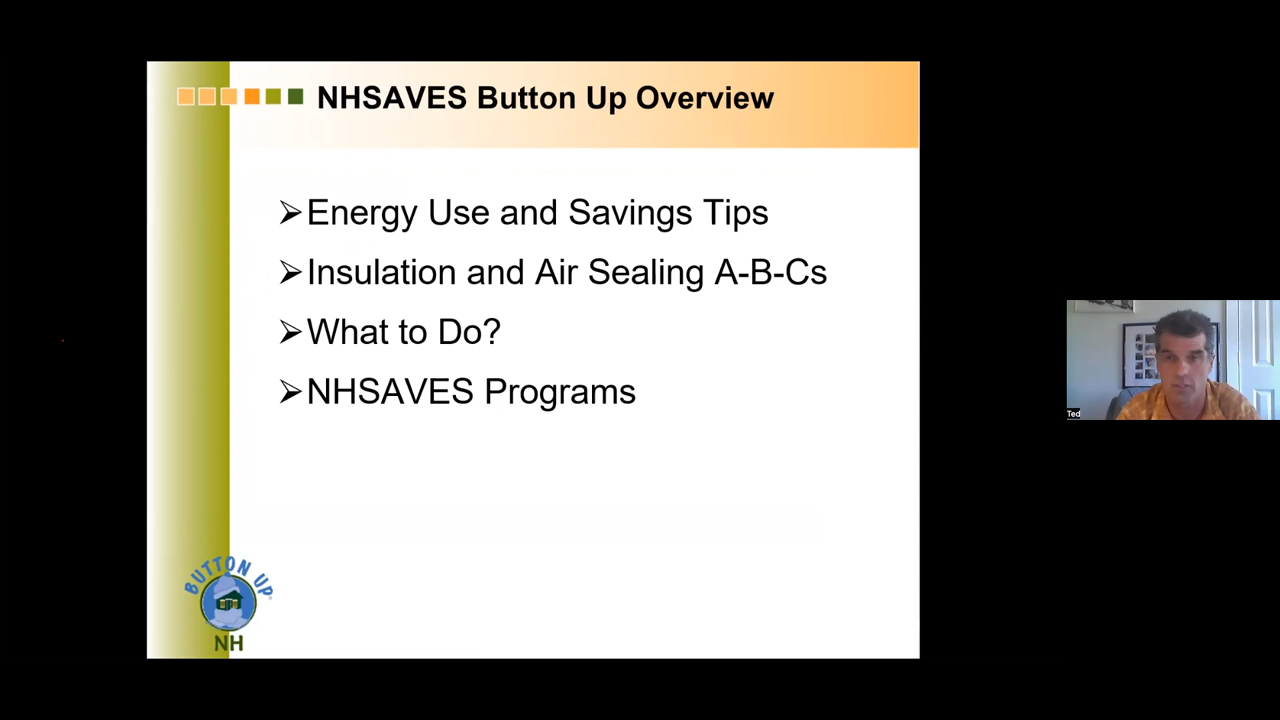 NHSAVES Button Up Overview
➢Energy Use and Savings Tips
➢Insulation and Air Sealing A-B-Cs
➢What to Do?
➢NHSAVES Programs
Ted
BUTTON UP
NH